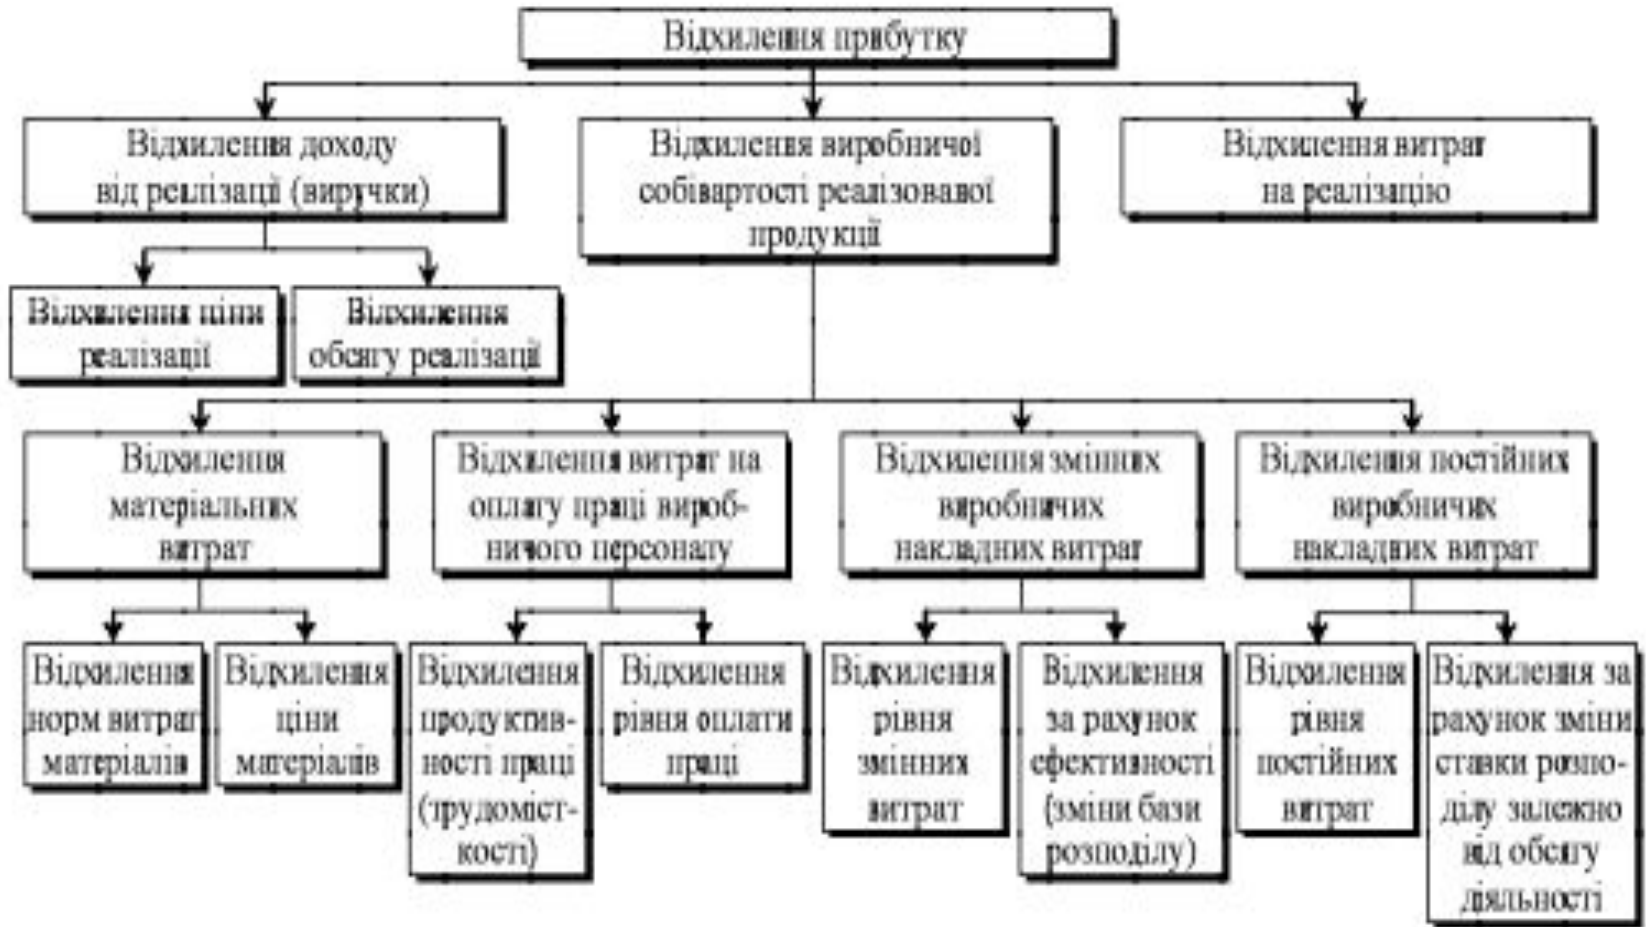 Відхилення прибутку
Відхилення доходу
від реалізації (виручки)
Відхилення виробничої
собівартості реалізованої
продукції
Відхилення витрат
на реалізацію
Відхилення ціни
реалізації
Відхилення
обсягу реалізації
Відхилення
матеріальних
витрат
Відхилення витрат на
оплату праці вироб-
ничого персоналу
Відхилення змінних
виробничих
накладних витрат
Відхилення постійних
виробничих
накладних витрат
Відхилення
норм витрат
матеріалів
Відхилення
ціни
матеріалів
Відхилення
продуктив-
ності праці
(трудоміст-
кості)
Відхилення
рівня оплати
праці
Відхилення
рівня
змінних
витрат
Відхилення
за рахунок
ефективності
(зміни бази
розподілу)
Відхилення
рівня
постійних
витрат
Відхилення за
рахунок зміни
ставки розпо-
ділу залежно
від обсягу
діяльності